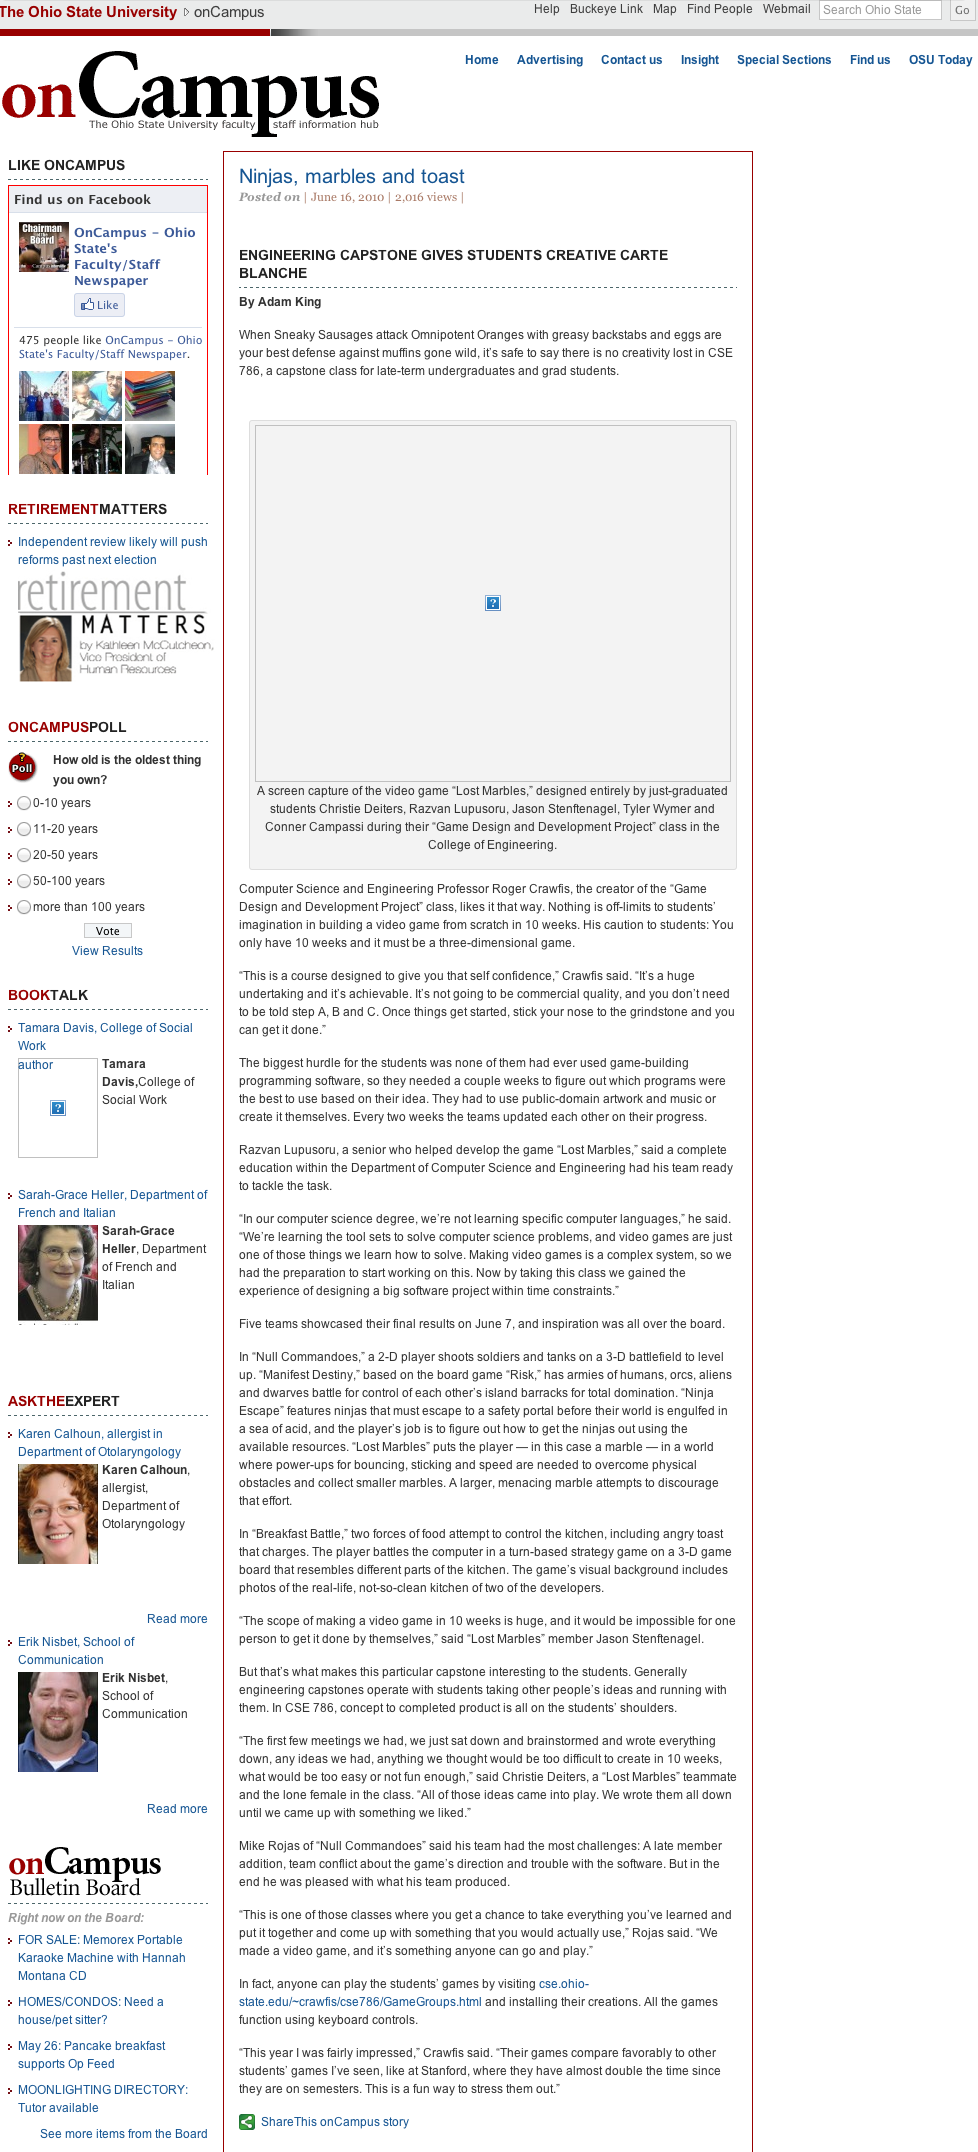 The Ohio State University onCampus
Help Buckeye Link Map Find People Webmail Search Ohio State Go
onCampus
The Ohio State University faculty staff information hub
Home Advertising Contact us Insight Special Sections Find us OSU Today
LIKE ONCAMPUS
Find us on Facebook
Chairman
Board
OnCampus - Ohio
State's
Faculty/Staff
Newspaper
Like
475 people like OnCampus - Ohio
State's Faculty/Staff Newspaper.
RETIREMENTMATTERS
Independent review likely will push
reforms past next election
retirement
MATTERS
by Kathleen McCutcheon,
Vice President of
Human Resources
ONCAMPUSPOLL
? Poll
How old is the oldest thing
you own?
0-10 years
11-20 years
20-50 years
50-100 years
more than 100 years
Vote
View Results
BOOKTALK
Tamara Davis, College of Social
Work
author
Tamara
Davis,College of
Social Work
Sarah-Grace Heller, Department of
French and Italian
Sarah-Grace
Heller, Department
of French and
Italian
ASKTHEEXPERT
Karen Calhoun, allergist in
Department of Otolaryngology
Karen Calhoun,
allergist,
Department of
Otolaryngology
Read more
Erik Nisbet, School of
Communication
Erik Nisbet,
School of
Communication
Read more
onCampus
Bulletin Board
Right now on the Board:
FOR SALE: Memorex Portable
Karaoke Machine with Hannah
Montana CD
HOMES/CONDOS: Need a
house/pet sitter?
May 26: Pancake breakfast
supports Op Feed
MOONLIGHTING DIRECTORY:
Tutor available
See more items from the Board
Ninjas, marbles and toast
Posted on | June 16, 2010 | 2,016 views |
ENGINEERING CAPSTONE GIVES STUDENTS CREATIVE CARTE
BLANCHE
By Adam King
When Sneaky Sausages attack Omnipotent Oranges with greasy backstabs and eggs are
your best defense against muffins gone wild, it’s safe to say there is no creativity lost in CSE
786, a capstone class for late-term undergraduates and grad students.
A screen capture of the video game “Lost Marbles,” designed entirely by just-graduated
students Christie Deiters, Razvan Lupusoru, Jason Stenftenagel, Tyler Wymer and
Conner Campassi during their “Game Design and Development Project” class in the
College of Engineering.
Computer Science and Engineering Professor Roger Crawfis, the creator of the “Game
Design and Development Project” class, likes it that way. Nothing is off-limits to students’
imagination in building a video game from scratch in 10 weeks. His caution to students: You
only have 10 weeks and it must be a three-dimensional game.
“This is a course designed to give you that self confidence,” Crawfis said. “It’s a huge
undertaking and it’s achievable. It’s not going to be commercial quality, and you don’t need
to be told step A, B and C. Once things get started, stick your nose to the grindstone and you
can get it done.”
The biggest hurdle for the students was none of them had ever used game-building
programming software, so they needed a couple weeks to figure out which programs were
the best to use based on their idea. They had to use public-domain artwork and music or
create it themselves. Every two weeks the teams updated each other on their progress.
Razvan Lupusoru, a senior who helped develop the game “Lost Marbles,” said a complete
education within the Department of Computer Science and Engineering had his team ready
to tackle the task.
“In our computer science degree, we’re not learning specific computer languages,” he said.
“We’re learning the tool sets to solve computer science problems, and video games are just
one of those things we learn how to solve. Making video games is a complex system, so we
had the preparation to start working on this. Now by taking this class we gained the
experience of designing a big software project within time constraints.”
Five teams showcased their final results on June 7, and inspiration was all over the board.
In “Null Commandoes,” a 2-D player shoots soldiers and tanks on a 3-D battlefield to level
up. “Manifest Destiny,” based on the board game “Risk,” has armies of humans, orcs, aliens
and dwarves battle for control of each other’s island barracks for total domination. “Ninja
Escape” features ninjas that must escape to a safety portal before their world is engulfed in
a sea of acid, and the player’s job is to figure out how to get the ninjas out using the
available resources. “Lost Marbles” puts the player — in this case a marble — in a world
where power-ups for bouncing, sticking and speed are needed to overcome physical
obstacles and collect smaller marbles. A larger, menacing marble attempts to discourage
that effort.
In “Breakfast Battle,” two forces of food attempt to control the kitchen, including angry toast
that charges. The player battles the computer in a turn-based strategy game on a 3-D game
board that resembles different parts of the kitchen. The game’s visual background includes
photos of the real-life, not-so-clean kitchen of two of the developers.
“The scope of making a video game in 10 weeks is huge, and it would be impossible for one
person to get it done by themselves,” said “Lost Marbles” member Jason Stenftenagel.
But that’s what makes this particular capstone interesting to the students. Generally
engineering capstones operate with students taking other people’s ideas and running with
them. In CSE 786, concept to completed product is all on the students’ shoulders.
“The first few meetings we had, we just sat down and brainstormed and wrote everything
down, any ideas we had, anything we thought would be too difficult to create in 10 weeks,
what would be too easy or not fun enough,” said Christie Deiters, a “Lost Marbles” teammate
and the lone female in the class. “All of those ideas came into play. We wrote them all down
until we came up with something we liked.”
Mike Rojas of “Null Commandoes” said his team had the most challenges: A late member
addition, team conflict about the game’s direction and trouble with the software. But in the
end he was pleased with what his team produced.
“This is one of those classes where you get a chance to take everything you’ve learned and
put it together and come up with something that you would actually use,” Rojas said. “We
made a video game, and it’s something anyone can go and play.”
In fact, anyone can play the students’ games by visiting cse.ohio-
state.edu/~crawfis/cse786/GameGroups.html and installing their creations. All the games
function using keyboard controls.
“This year I was fairly impressed,” Crawfis said. “Their games compare favorably to other
students’ games I’ve seen, like at Stanford, where they have almost double the time since
they are on semesters. This is a fun way to stress them out.”
ShareThis onCampus story